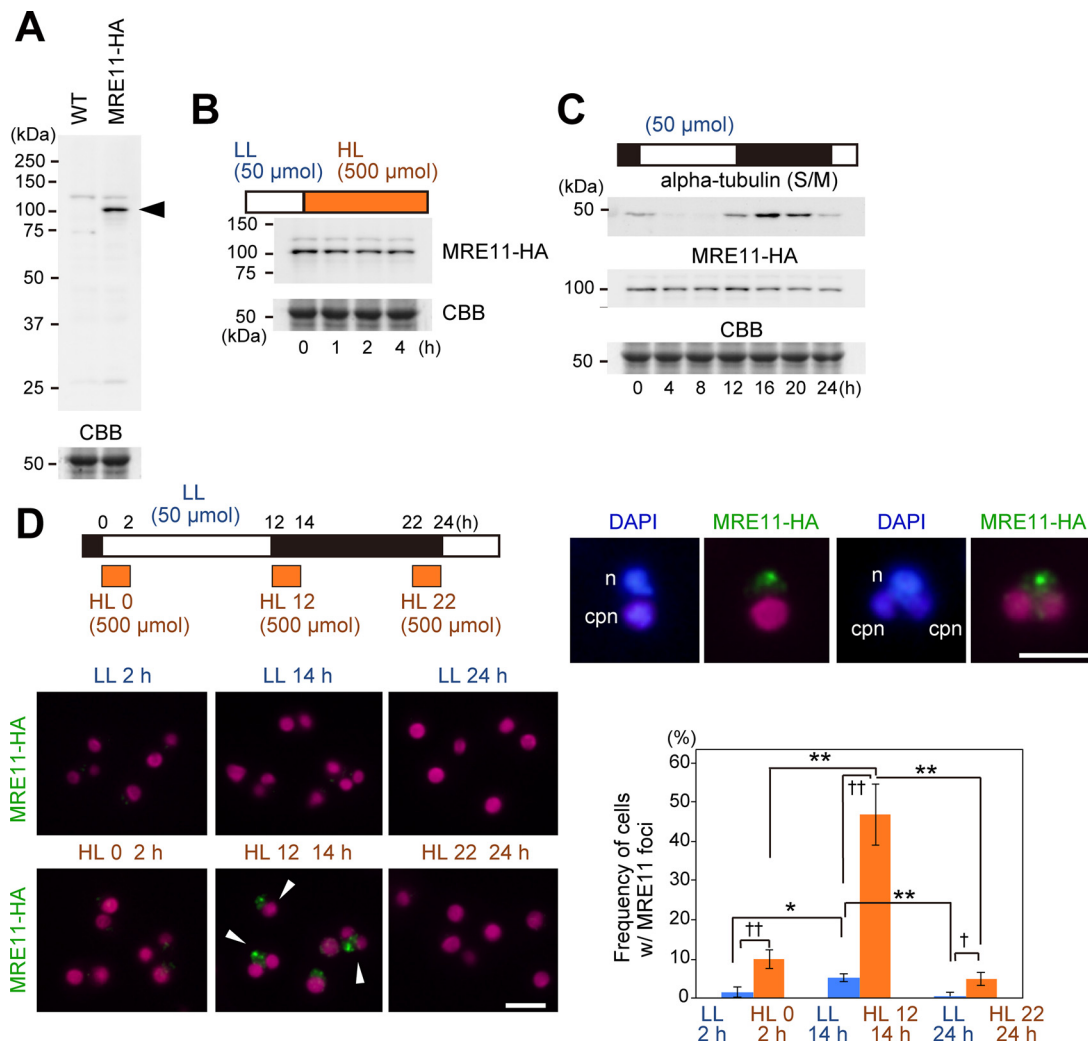 A
WT
MRE11-HA
(kDa)
250
150
100
75
50
37
25
CBB
50
B
LL
(50 µmol)
HL
(500 µmol)
150
100
75
MRE11-HA
50
CBB
(kDa)
0 1 2 4 (h)
C
(50 µmol)
(kDa)
alpha-tubulin (S/M)
50
MRE11-HA
100
CBB
50
0 4 8 12 16 20 24(h)
D
LL
(50 µmol)
0 2 12 14 22 24(h)
HL 0
(500 µmol)
HL 12
(500 µmol)
HL 22
(500 µmol)
LL 2 h
LL 14 h
LL 24 h
MRE11-HA
HL 0 2 h
HL 12 14 h
HL 22 24 h
MRE11-HA
DAPI
MRE11-HA
DAPI
MRE11-HA
n
cpn
n
cpn
cpn
(%)
Frequency of cells
w/ MRE11 foci
60
50
40
30
20
10
0
**
††
**
*
**
††
†
LL
2 h
HL 0
2 h
LL
14 h
HL 12
14 h
LL
24 h
HL 22
24 h